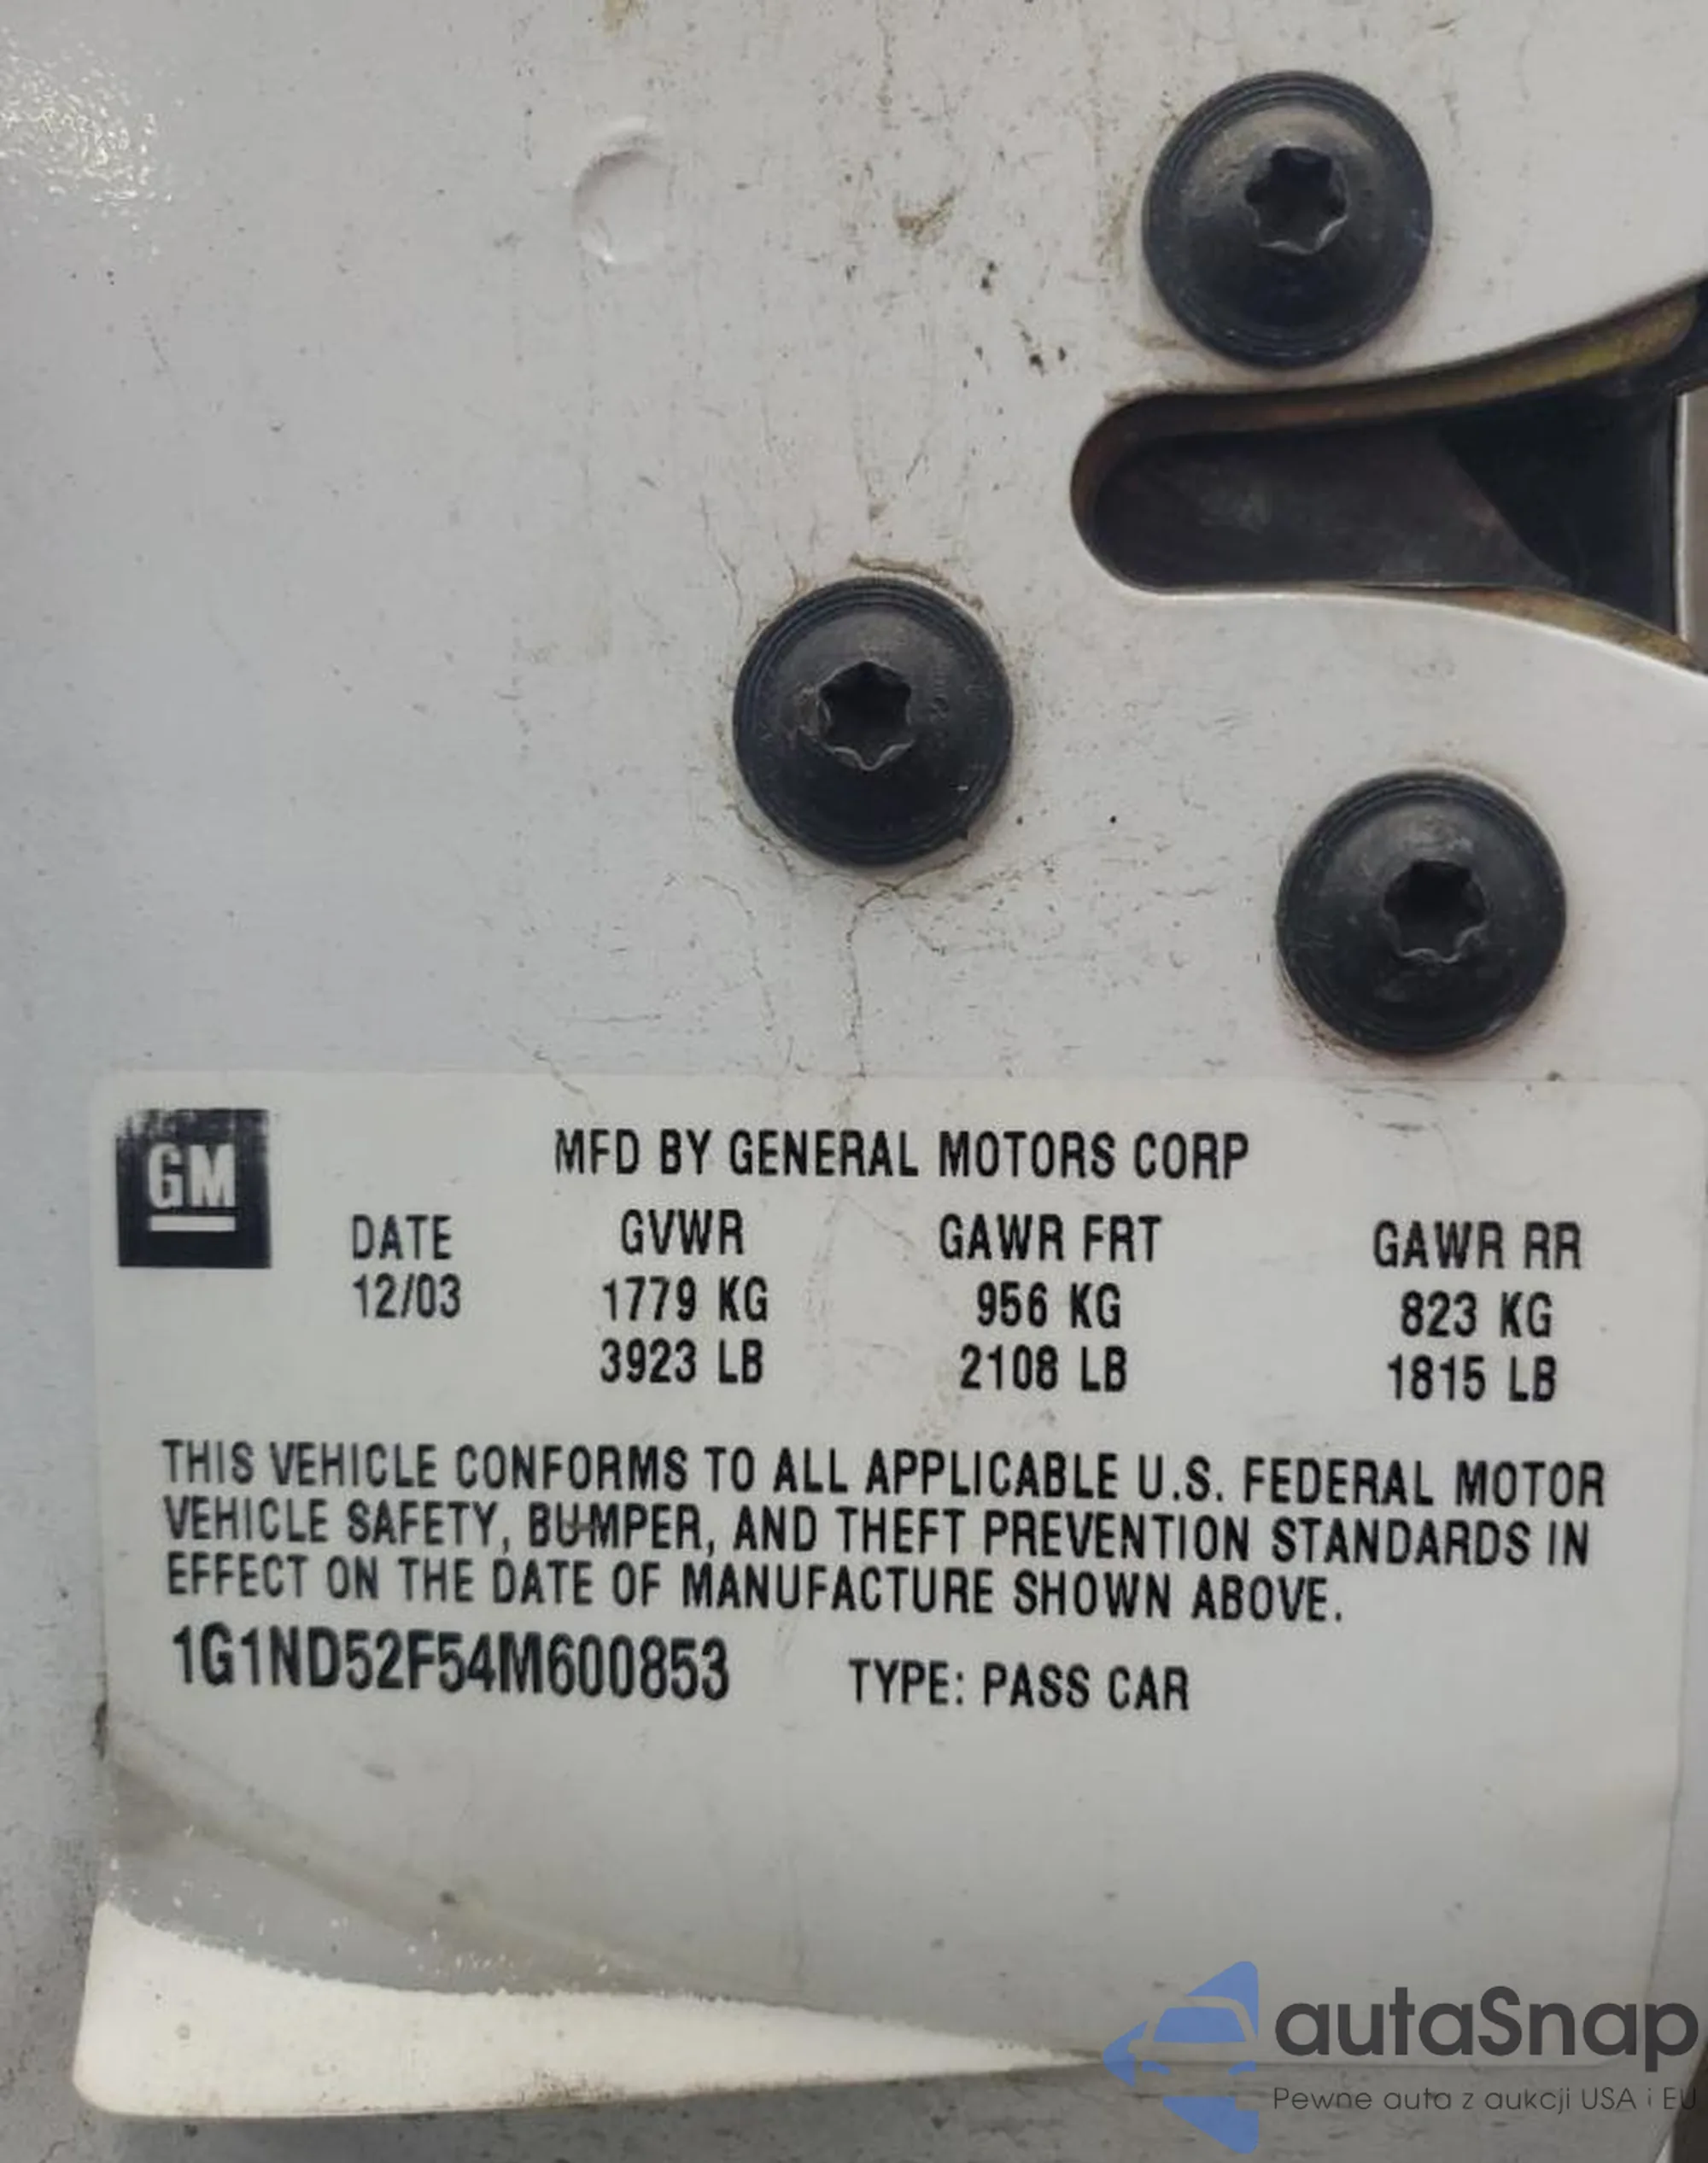 GM
MFD BY GENERAL MOTORS CORP
DATE GVWR GAWR FRT GAWR RR
12/03 1779 KG 956 KG 823 KG
3923 LB 2108 LB 1815 LB
THIS VEHICLE CONFORMS TO ALL APPLICABLE U.S. FEDERAL MOTOR
VEHICLE SAFETY, BUMPER, AND THEFT PREVENTION STANDARDS IN
EFFECT ON THE DATE OF MANUFACTURE SHOWN ABOVE.
1G1ND52F54M600853 TYPE: PASS CAR
autaSnap
Pewne auta z aukcji USA i EU